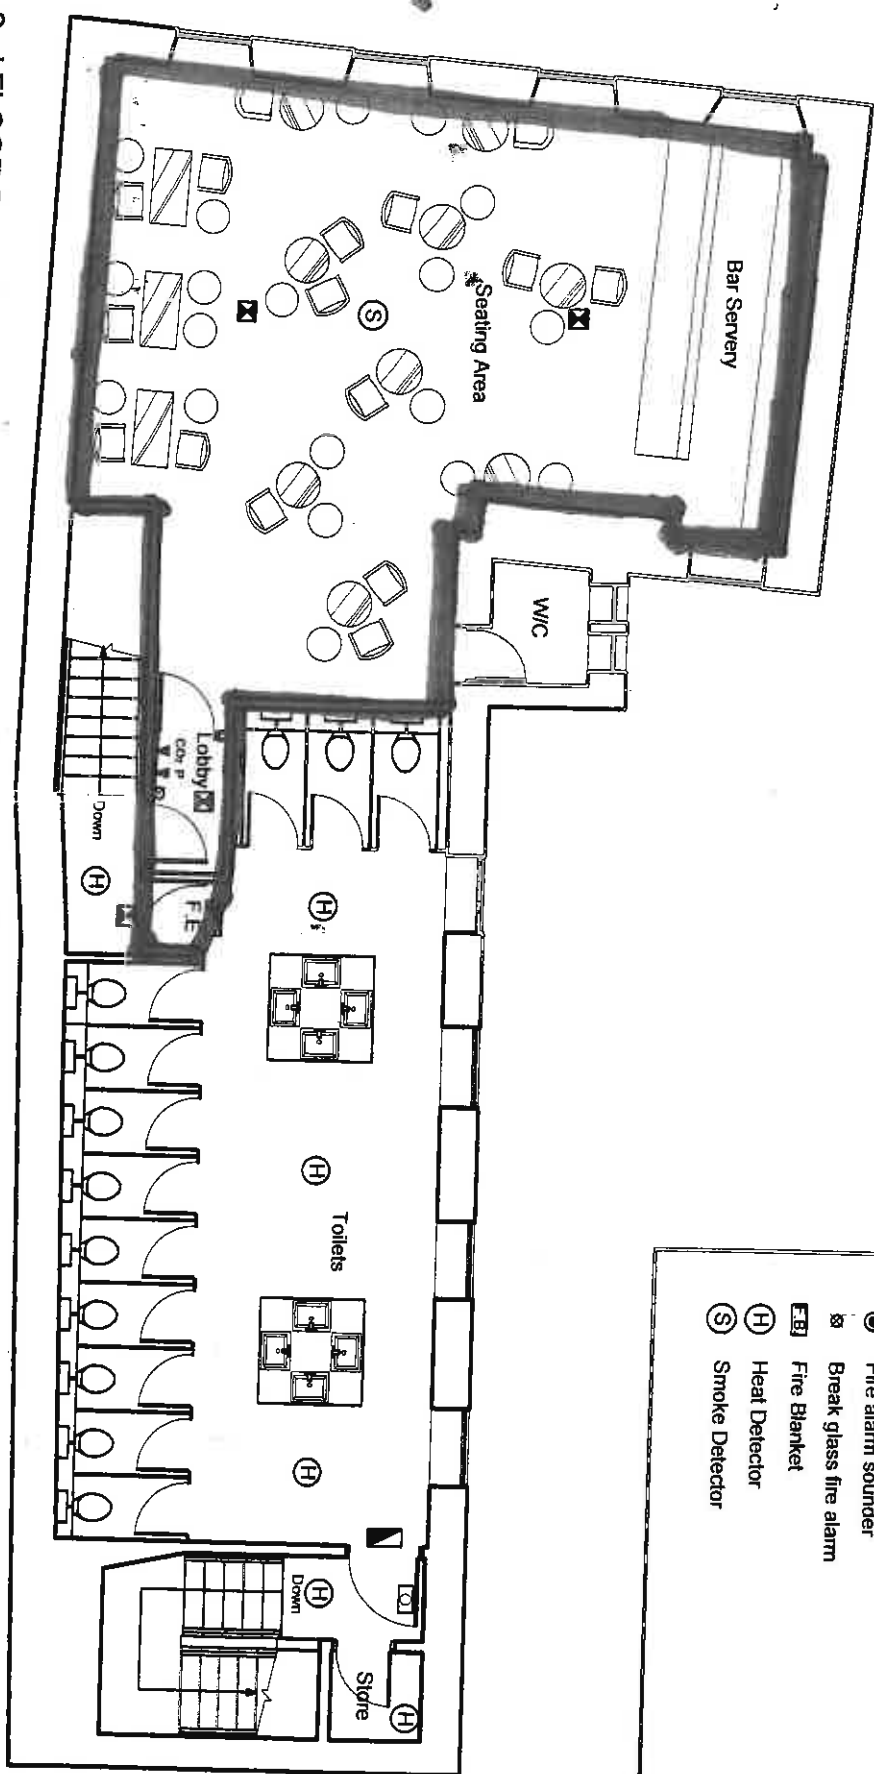 Bar Servery
Seating Area
S
W/C
Lobby
CO2 P
Down
H
F.E
H
H
Toilets
H
H
Down
Store
H
Fire alarm sounder
Break glass fire alarm
F.B. Fire Blanket
H Heat Detector
S Smoke Detector